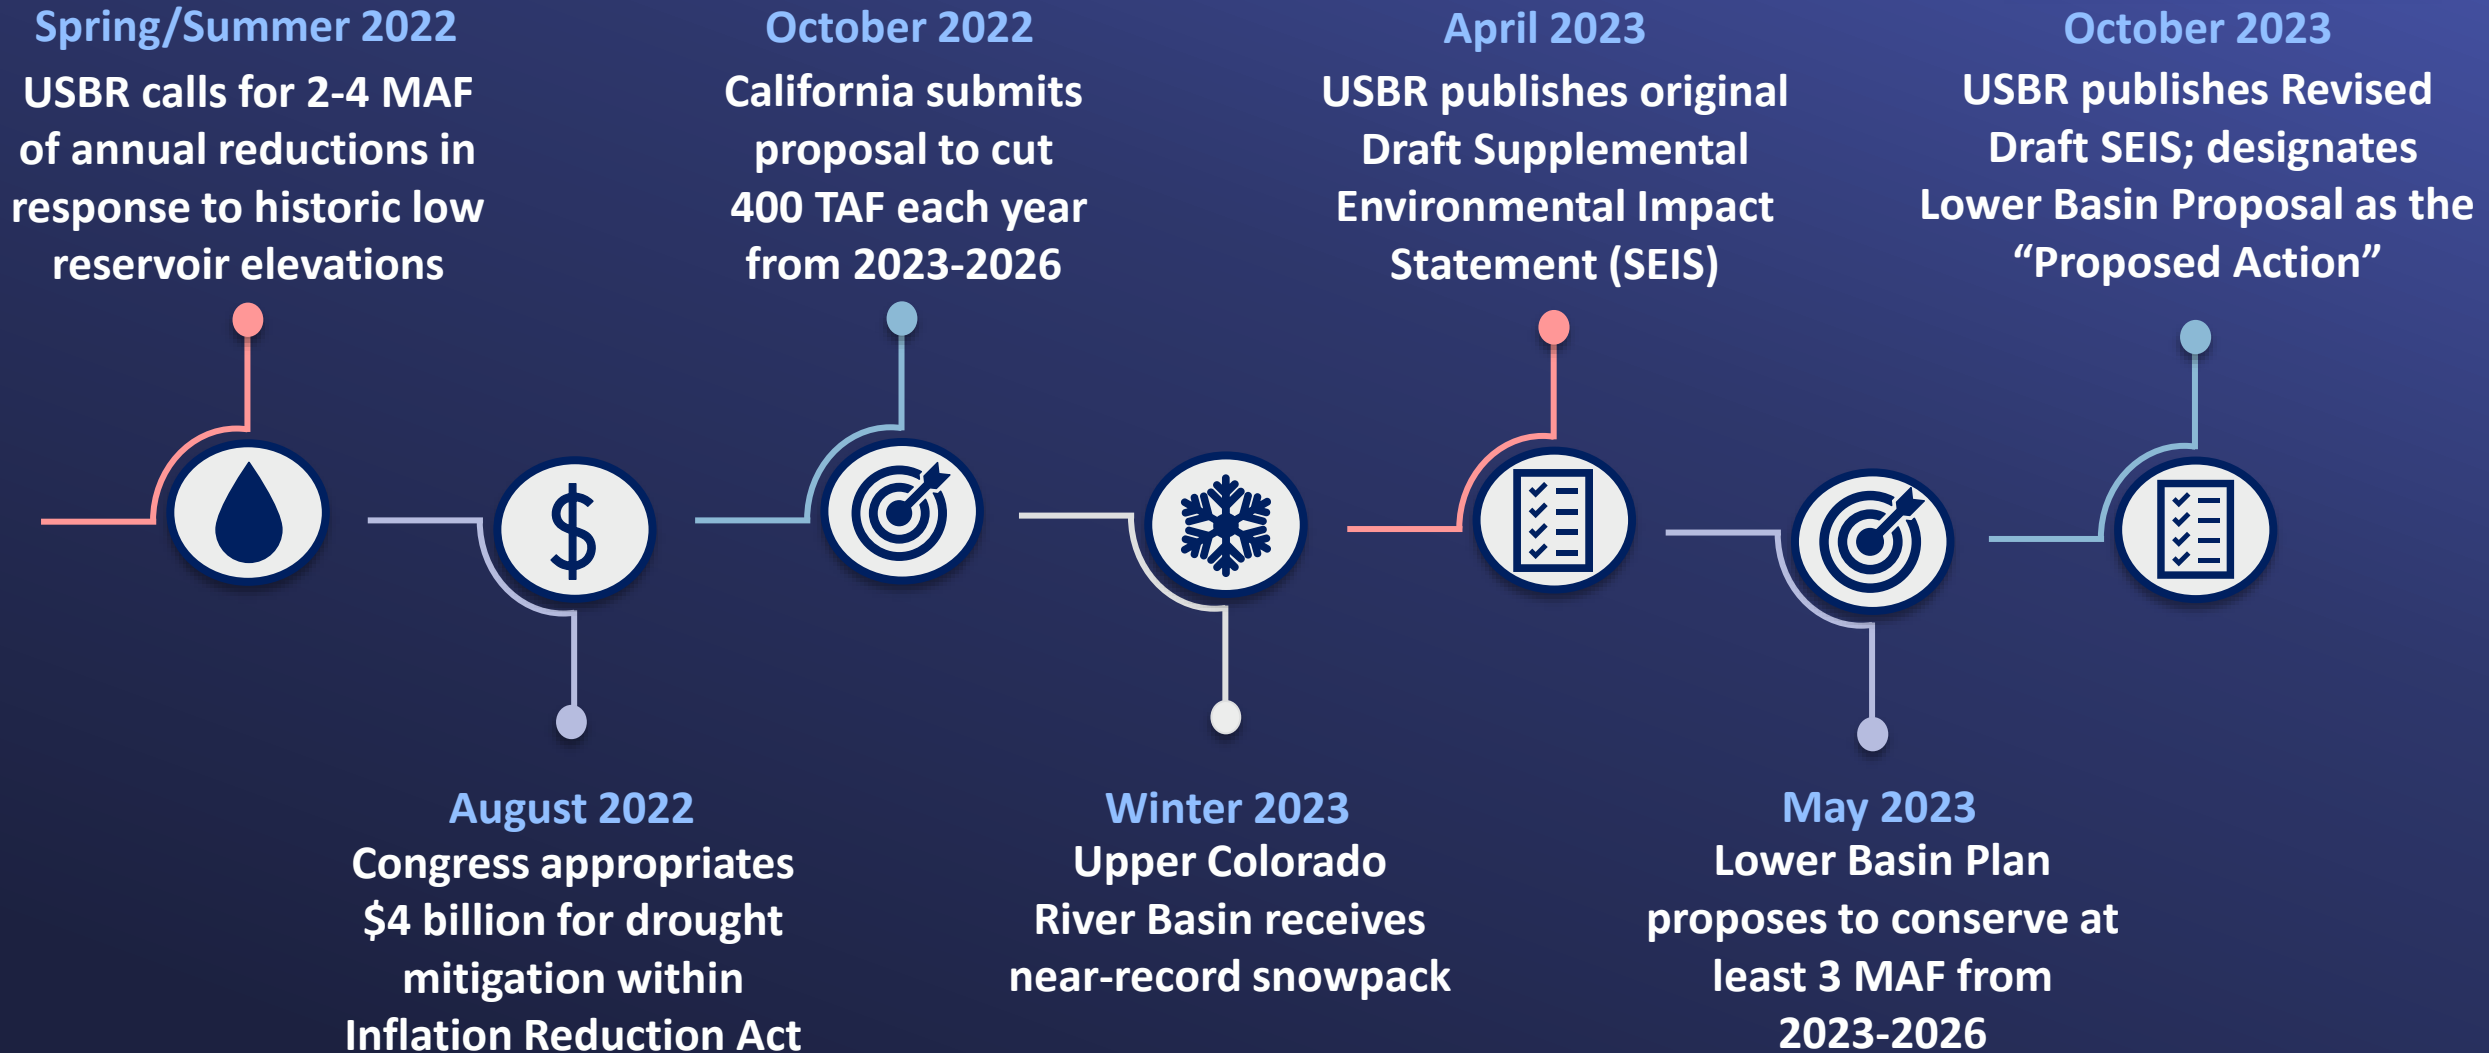 Spring/Summer 2022
USBR calls for 2-4 MAF
of annual reductions in
response to historic low
reservoir elevations
August 2022
Congress appropriates
$4 billion for drought
mitigation within
Inflation Reduction Act
October 2022
California submits
proposal to cut
400 TAF each year
from 2023-2026
Winter 2023
Upper Colorado
River Basin receives
near-record snowpack
April 2023
USBR publishes original
Draft Supplemental
Environmental Impact
Statement (SEIS)
May 2023
Lower Basin Plan
proposes to conserve at
least 3 MAF from
2023-2026
October 2023
USBR publishes Revised
Draft SEIS; designates
Lower Basin Proposal as the
“Proposed Action”